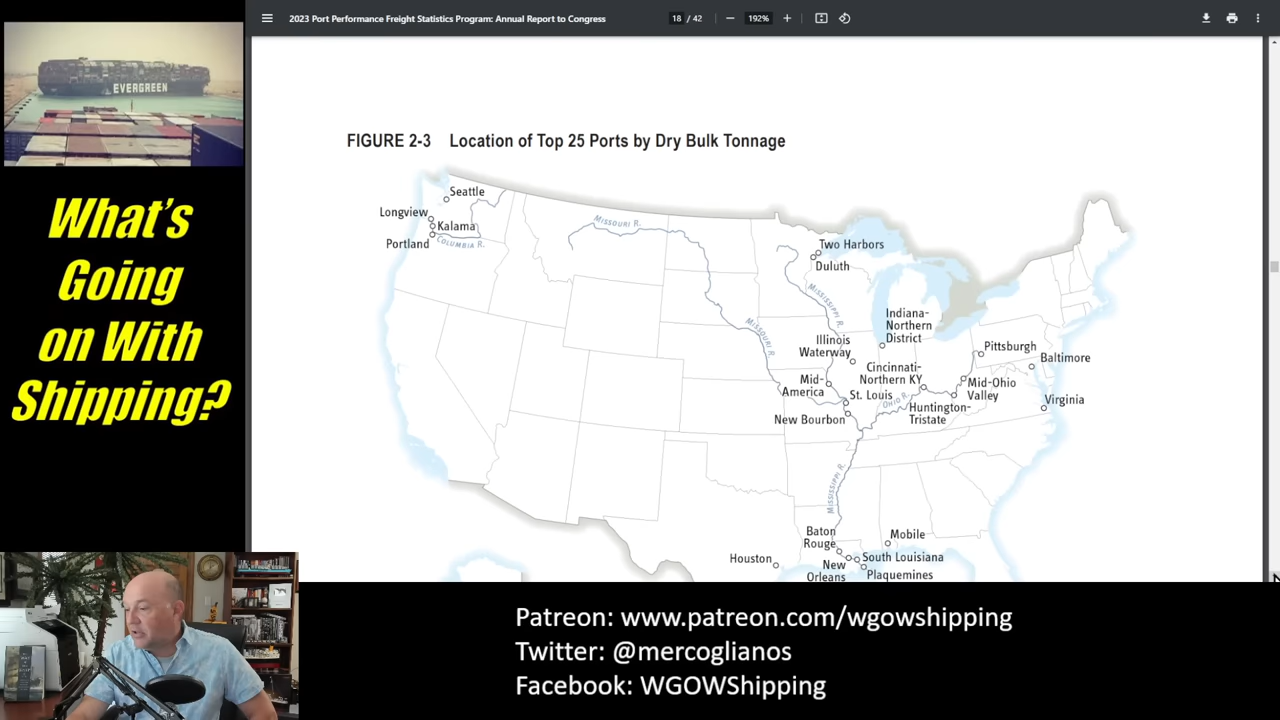 2023 Port Performance Freight Statistics Program: Annual Report to Congress
18 / 42
192%
EVERGREEN
What's
Going
on With
Shipping?
FIGURE 2-3 Location of Top 25 Ports by Dry Bulk Tonnage
Seattle
Longview
Kalama
Portland
COLUMBIA R.
MISSOURI R.
Two Harbors
Duluth
MISSISSIPPI R.
MISSOURI R.
Indiana-
Northern
District
Illinois
Waterway
Pittsburgh
Baltimore
Cincinnati-
Northern KY
Mid-
America
St. Louis
OHIO R.
Mid-Ohio
Valley
Huntington-
Tristate
Virginia
New Bourbon
MISSISSIPPI R.
Baton
Rouge
Mobile
Houston
South Louisiana
New
Orleans
Plaquemines
Patreon: www.patreon.com/wgowshipping
Twitter: @mercoglianos
Facebook: WGOWShipping